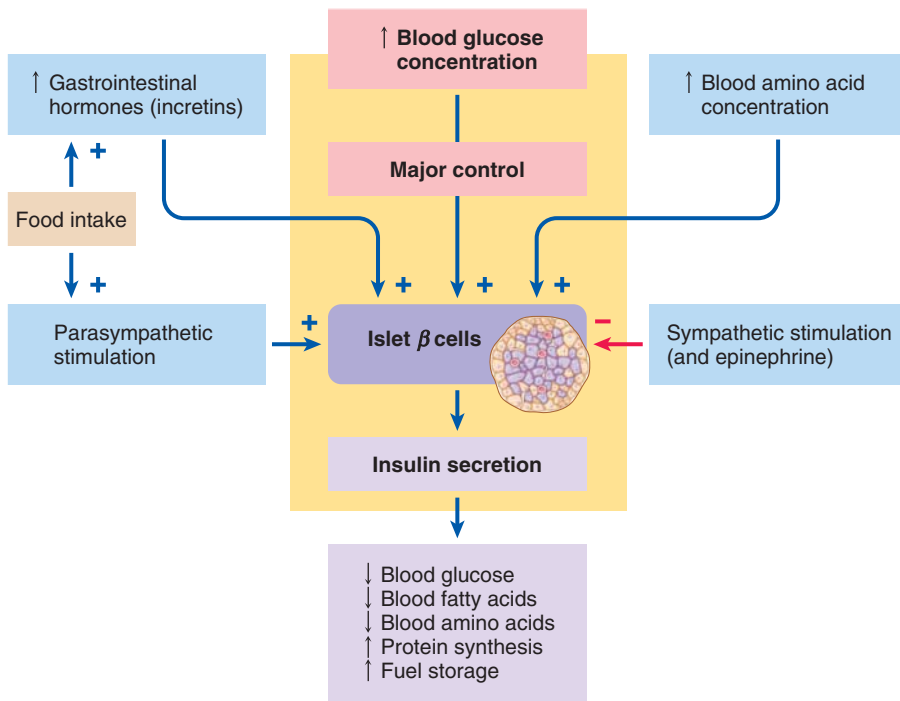 ↑ Blood glucose
concentration
↑ Gastrointestinal
hormones (incretins)
↑ Blood amino acid
concentration
+
Major control
Food intake
+
+
+
+
Parasympathetic
stimulation
+
Islet β cells
−
Sympathetic stimulation
(and epinephrine)
Insulin secretion
↓ Blood glucose
↓ Blood fatty acids
↓ Blood amino acids
↑ Protein synthesis
↑ Fuel storage